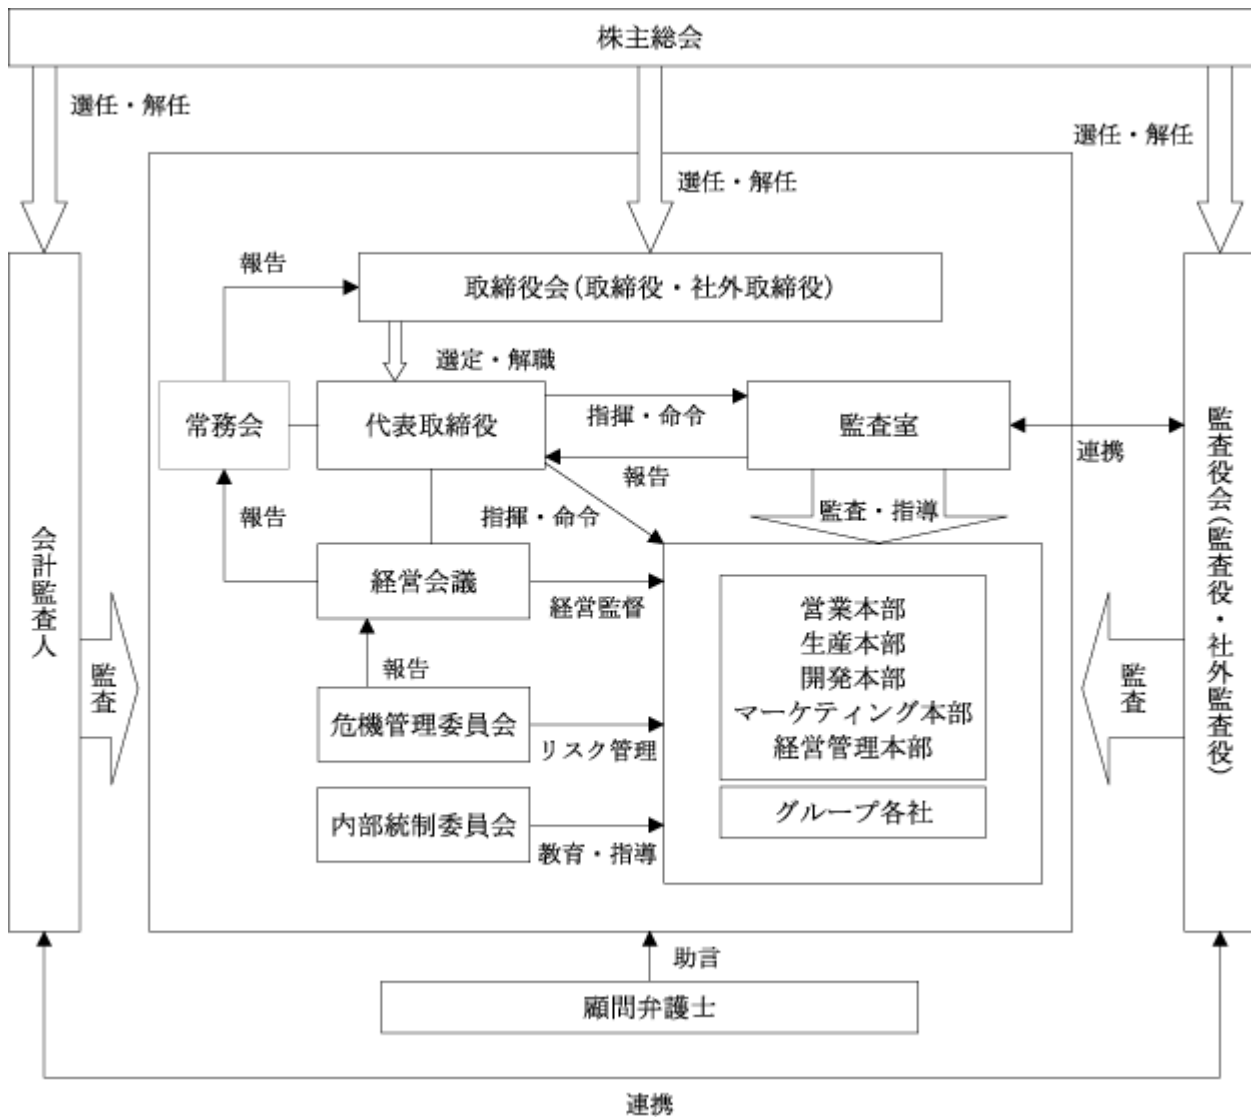 株主総会
選任・解任
選任・解任
選任・解任
報告
取締役会(取締役・社外取締役)
選定・解職
常務会
代表取締役
指揮・命令
監査室
連携
報告
報告
指揮・命令
監査・指導
会計監査人
監査
経営会議
経営監督
報告
危機管理委員会
リスク管理
内部統制委員会
教育・指導
営業本部
生産本部
開発本部
マーケティング本部
経営管理本部
グループ各社
監査
監査役会(監査役・社外監査役)
助言
顧問弁護士
連携